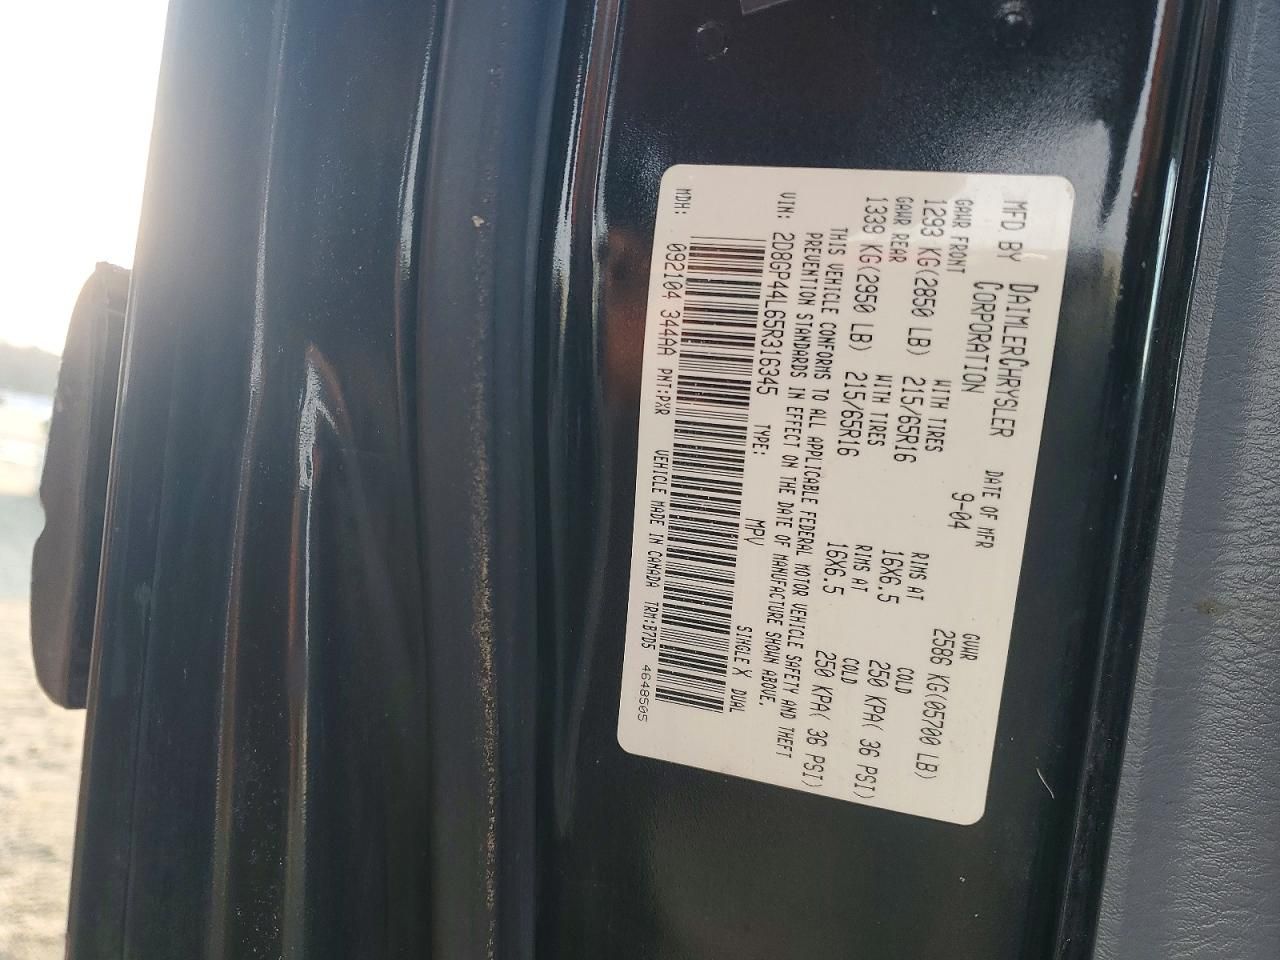 MFD BY DAIMLERCHRYSLER CORPORATION
DATE OF MFR 9-04
GVWR 2586 KG(05700 LB)
GAWR FRONT WITH TIRES RIMS AT COLD
1293 KG(2850 LB) 215/65R16 16X6.5 250 KPA( 36 PSI)
GAWR REAR WITH TIRES RIMS AT COLD
1339 KG(2950 LB) 215/65R16 16X6.5 250 KPA( 36 PSI)
THIS VEHICLE CONFORMS TO ALL APPLICABLE FEDERAL MOTOR VEHICLE SAFETY AND THEFT
PREVENTION STANDARDS IN EFFECT ON THE DATE OF MANUFACTURE SHOWN ABOVE.
VIN: 2D8GP44L65R316345 TYPE: MPV SINGLE X DUAL
MDH: 092104 344AA PNT:PXR VEHICLE MADE IN CANADA TRM:B7D5 4648505